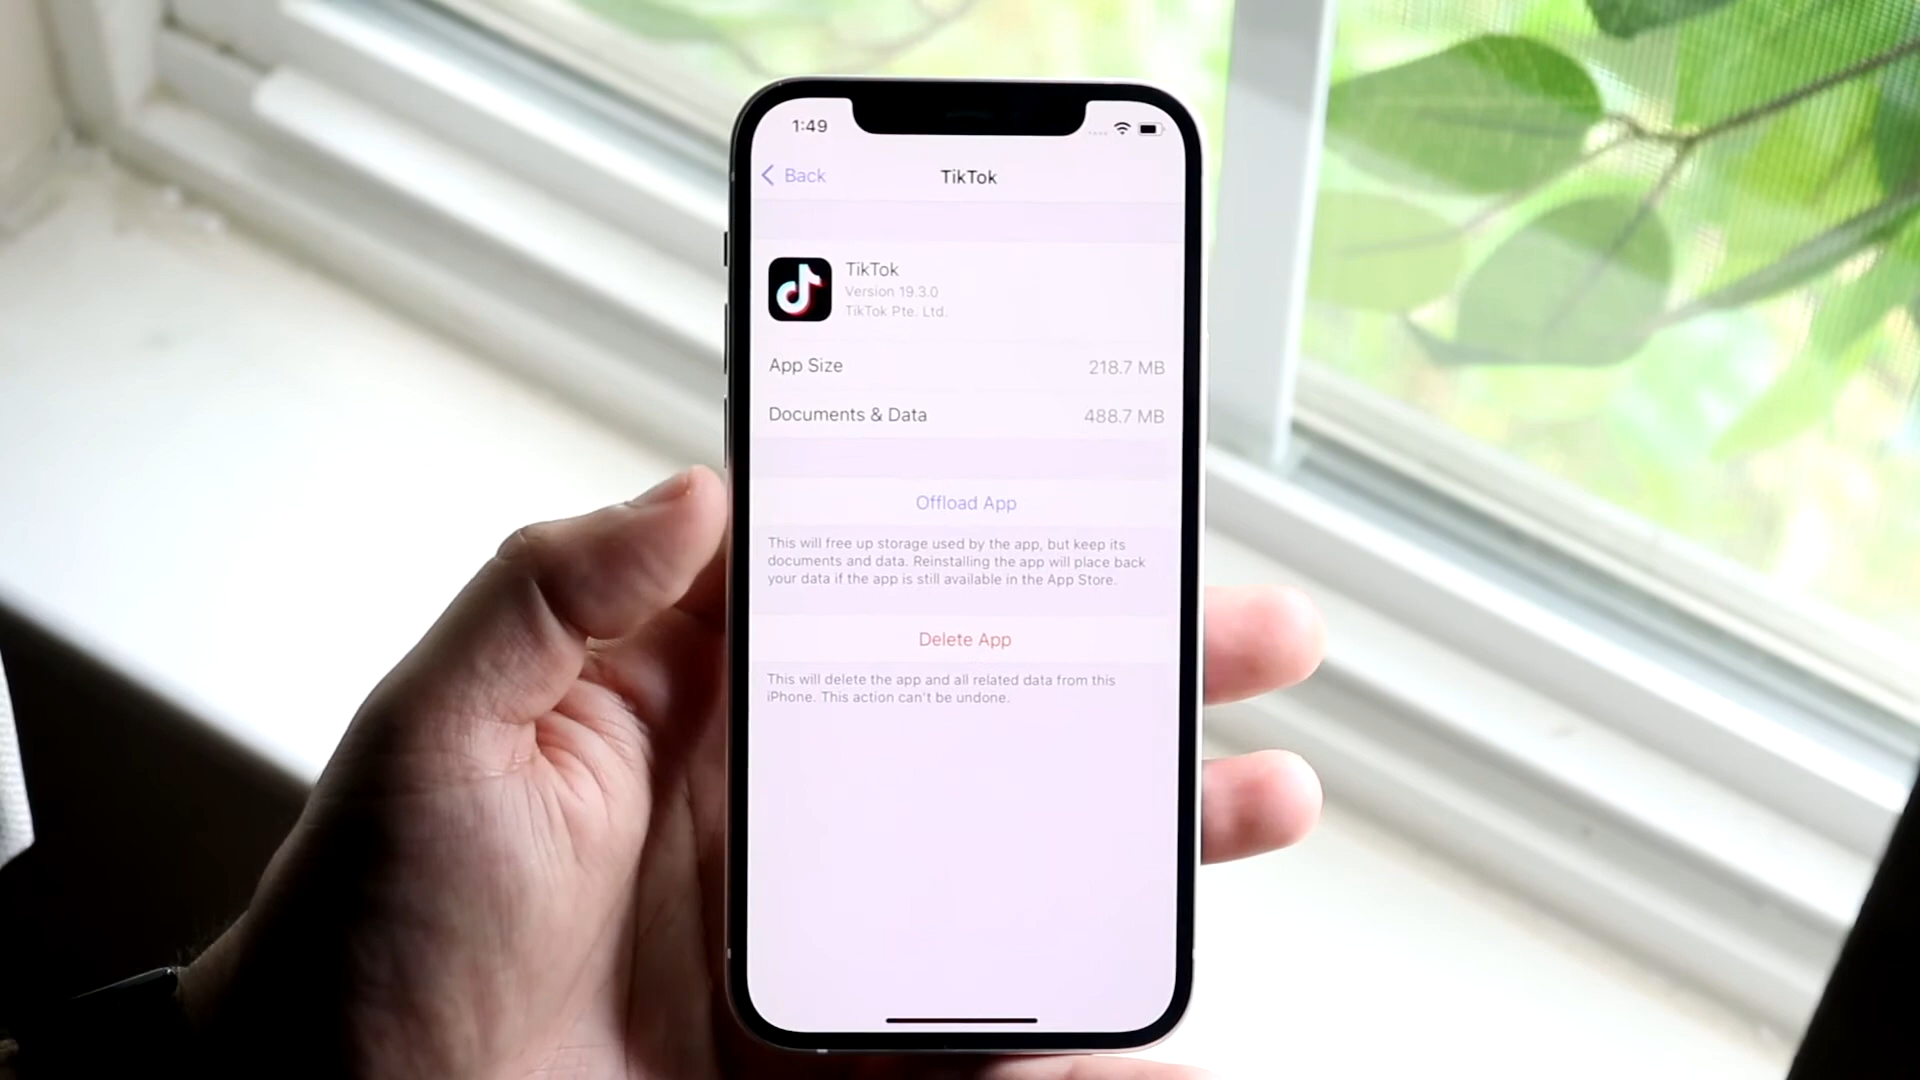 1:49
Back
TikTok
TikTok
Version 19.3.0
TikTok Pte. Ltd.
App Size 218.7 MB
Documents & Data 488.7 MB
Offload App
This will free up storage used by the app, but keep its
documents and data. Reinstalling the app will place back
your data if the app is still available in the App Store.
Delete App
This will delete the app and all related data from this
iPhone. This action can't be undone.